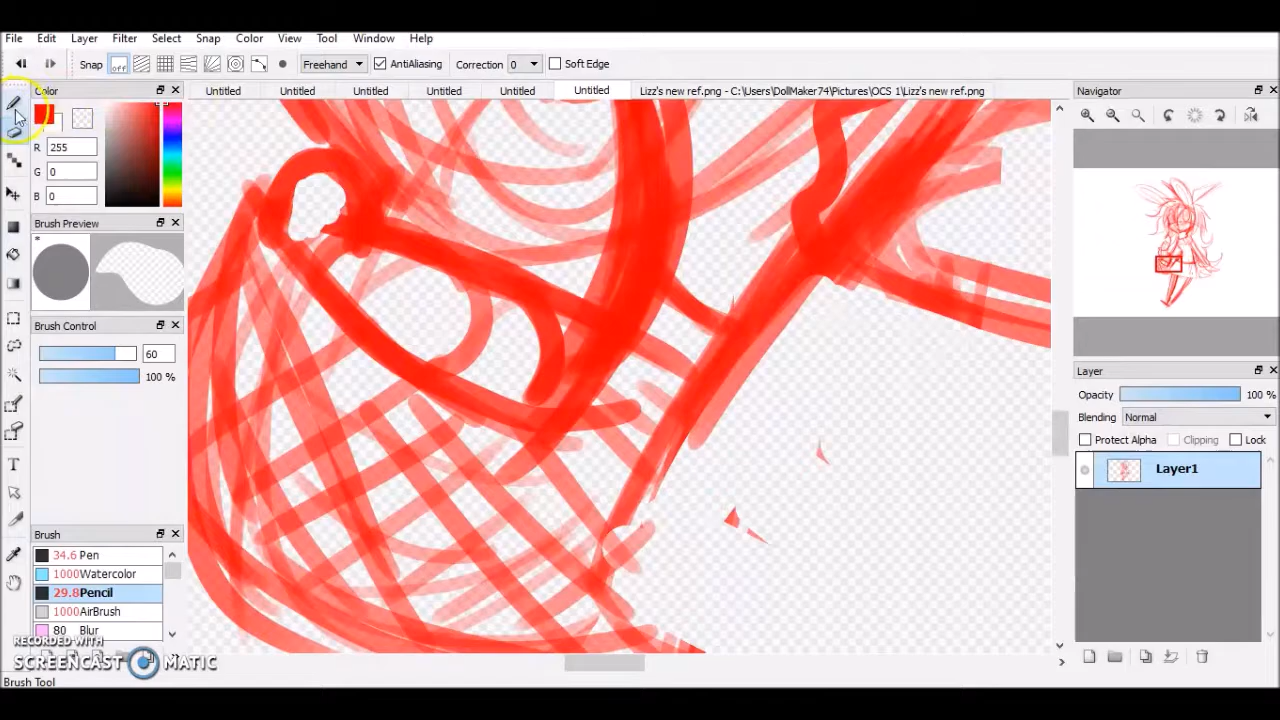 File Edit Layer Filter Select Snap Color View Tool Window Help
Snap off Freehand AntiAliasing Correction 0 Soft Edge
Color
Untitled Untitled Untitled Untitled Untitled Untitled Lizz's new ref.png - C:\Users\DollMaker74\Pictures\OCS 1\Lizz's new ref.png
Navigator
R 255
G 0
B 0
Brush Preview
*
Brush Control
60
100 %
Layer
Opacity 100 %
Blending Normal
Protect Alpha Clipping Lock
Layer1
Brush
34.6 Pen
1000 Watercolor
29.8 Pencil
1000 AirBrush
80 Blur
RECORDED WITH
SCREENCAST MATIC
Brush Tool